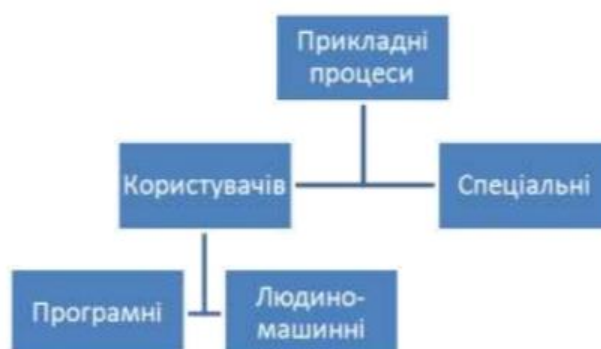 Прикладні
процеси
Користувачів
Спеціальні
Програмні
Людино-
машинні